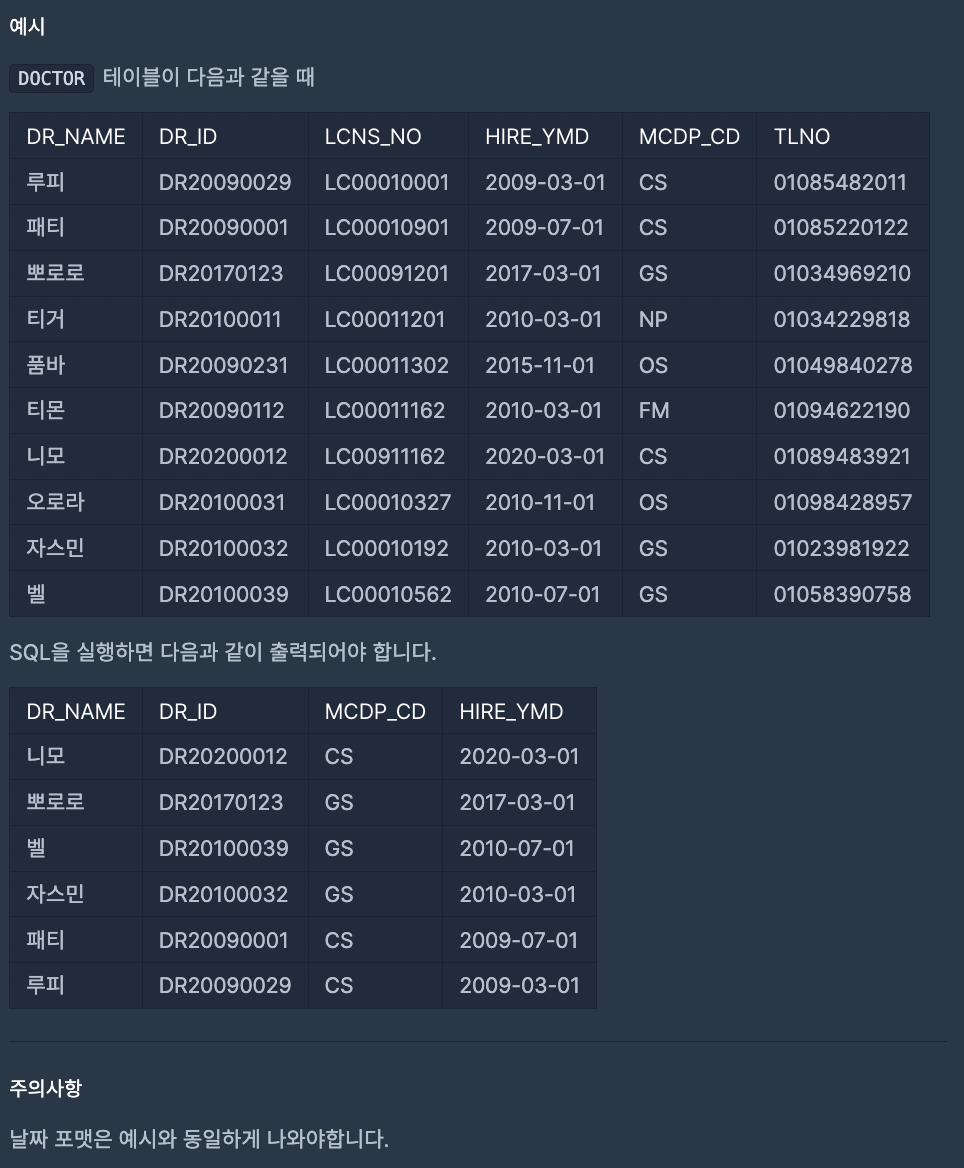 예시
DOCTOR 테이블이 다음과 같을 때
DR_NAME DR_ID LCNS_NO HIRE_YMD MCDP_CD TLNO
루피 DR20090029 LC00010001 2009-03-01 CS 01085482011
패티 DR20090001 LC00010901 2009-07-01 CS 01085220122
뽀로로 DR20170123 LC00091201 2017-03-01 GS 01034969210
티거 DR20100011 LC00011201 2010-03-01 NP 01034229818
품바 DR20090231 LC00011302 2015-11-01 OS 01049840278
티몬 DR20090112 LC00011162 2010-03-01 FM 01094622190
니모 DR20200012 LC00911162 2020-03-01 CS 01089483921
오로라 DR20100031 LC00010327 2010-11-01 OS 01098428957
자스민 DR20100032 LC00010192 2010-03-01 GS 01023981922
벨 DR20100039 LC00010562 2010-07-01 GS 01058390758
SQL을 실행하면 다음과 같이 출력되어야 합니다.
DR_NAME DR_ID MCDP_CD HIRE_YMD
니모 DR20200012 CS 2020-03-01
뽀로로 DR20170123 GS 2017-03-01
벨 DR20100039 GS 2010-07-01
자스민 DR20100032 GS 2010-03-01
패티 DR20090001 CS 2009-07-01
루피 DR20090029 CS 2009-03-01
주의사항
날짜 포맷은 예시와 동일하게 나와야합니다.